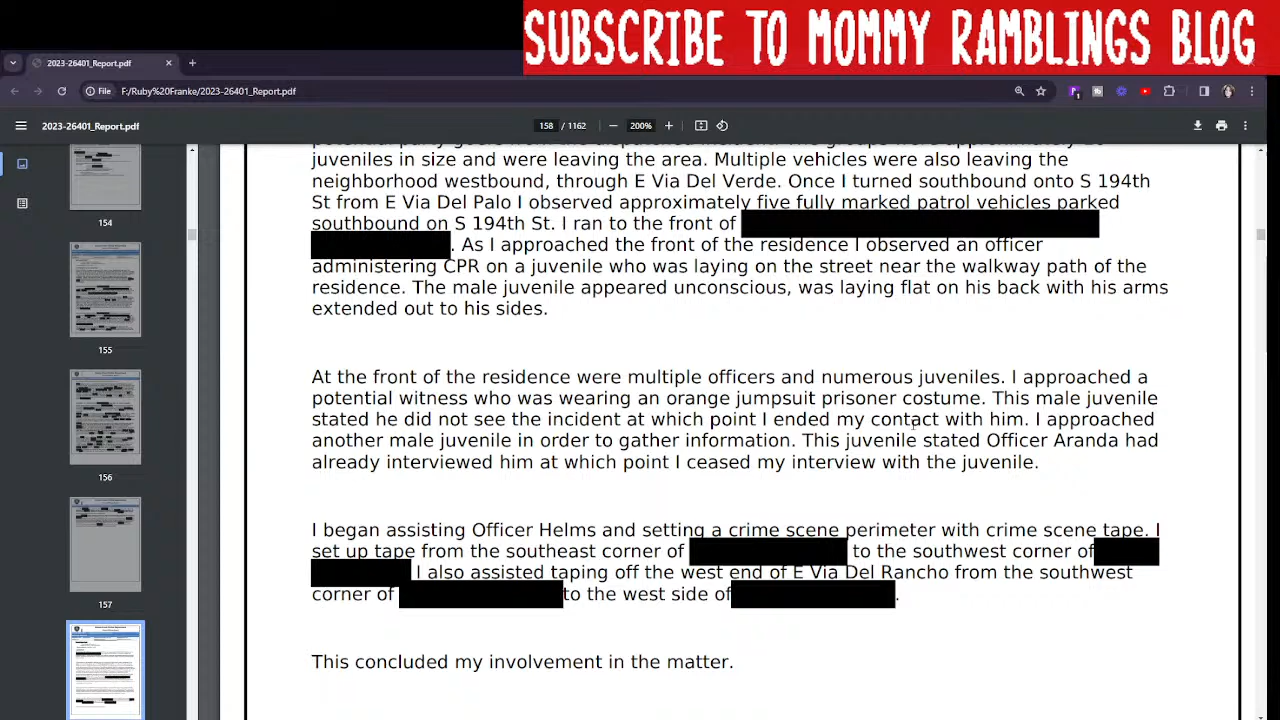 SUBSCRIBE TO MOMMY RAMBLINGS BLOG
2023-26401_Report.pdf
File F:/Ruby%20Franke/2023-26401_Report.pdf
2023-26401_Report.pdf 158 / 1162 200%
juveniles in size and were leaving the area. Multiple vehicles were also leaving the
neighborhood westbound, through E Via Del Verde. Once I turned southbound onto S 194th
St from E Via Del Palo I observed approximately five fully marked patrol vehicles parked
southbound on S 194th St. I ran to the front of
. As I approached the front of the residence I observed an officer
administering CPR on a juvenile who was laying on the street near the walkway path of the
residence. The male juvenile appeared unconscious, was laying flat on his back with his arms
extended out to his sides.
At the front of the residence were multiple officers and numerous juveniles. I approached a
potential witness who was wearing an orange jumpsuit prisoner costume. This male juvenile
stated he did not see the incident at which point I ended my contact with him. I approached
another male juvenile in order to gather information. This juvenile stated Officer Aranda had
already interviewed him at which point I ceased my interview with the juvenile.
I began assisting Officer Helms and setting a crime scene perimeter with crime scene tape. I
set up tape from the southeast corner of to the southwest corner of
I also assisted taping off the west end of E Via Del Rancho from the southwest
corner of to the west side of .
This concluded my involvement in the matter.
154
155
156
157